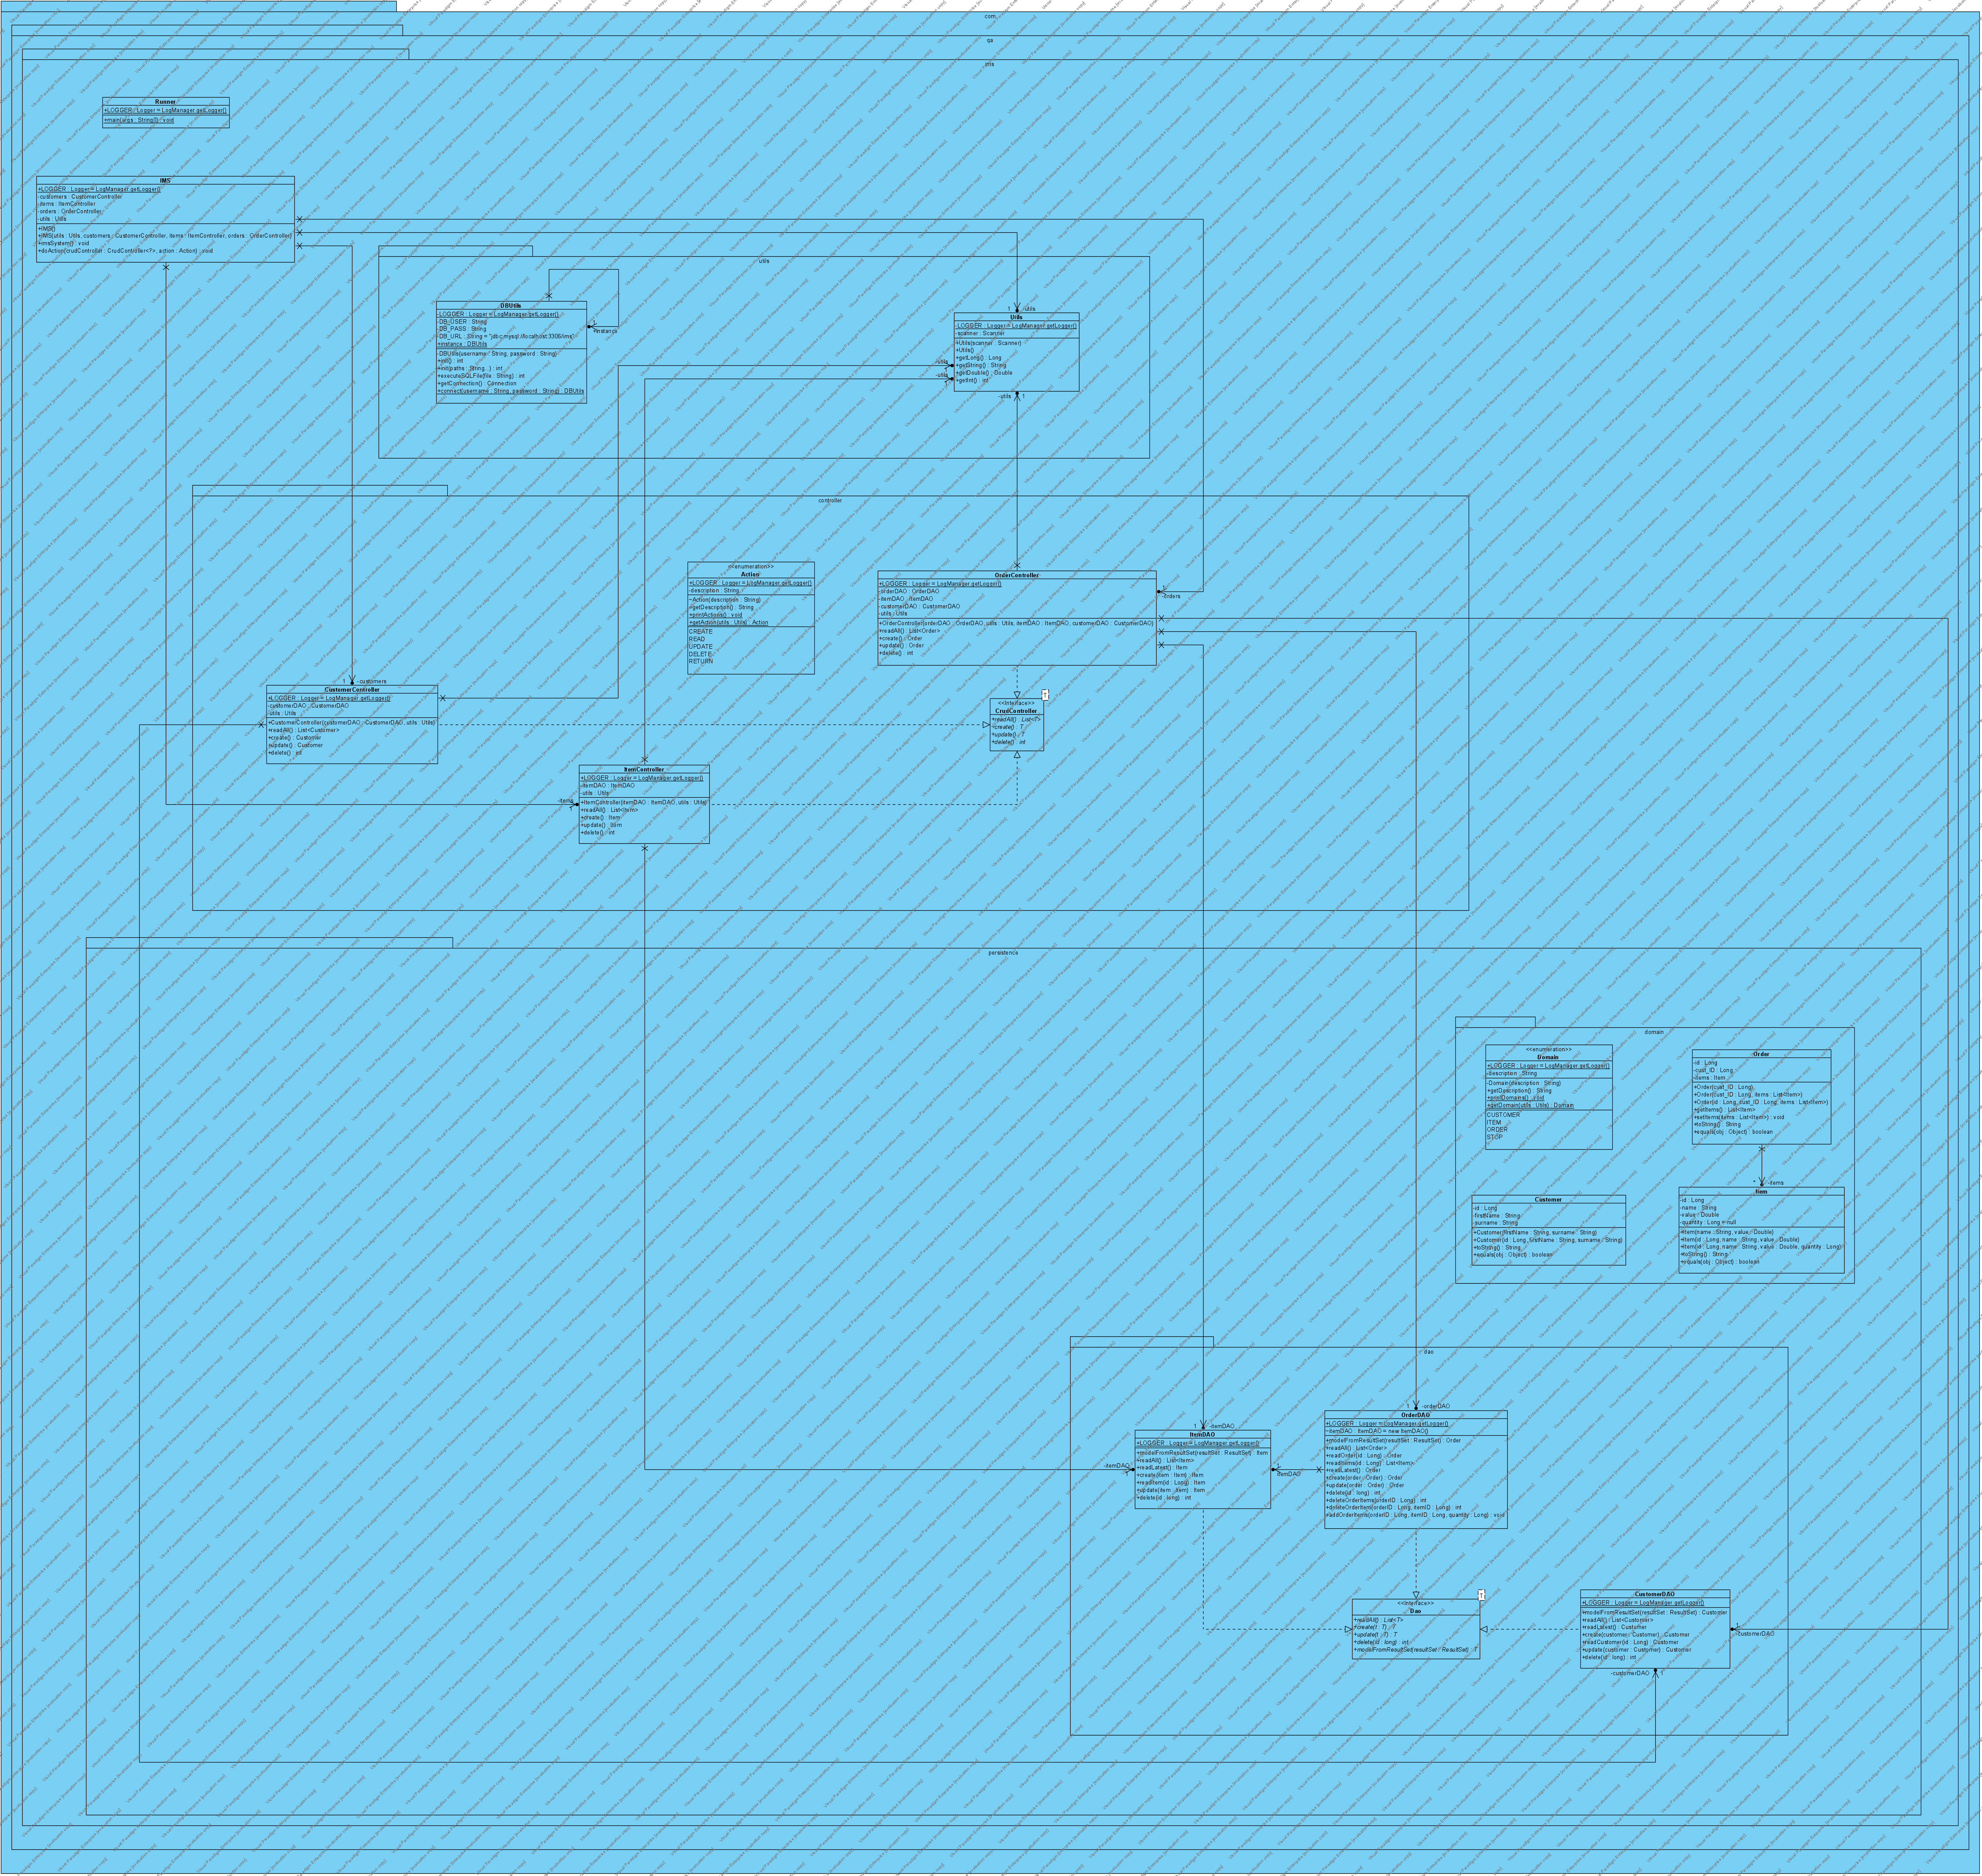 com
qa
ims
Runner
+LOGGER : Logger = LogManager.getLogger()
+main(args : String[]) : void
IMS
+LOGGER : Logger = LogManager.getLogger()
-customers : CustomerController
-items : ItemController
-orders : OrderController
-utils : Utils
+IMS()
+IMS(utils : Utils, customers : CustomerController, items : ItemController, orders : OrderController)
+imsSystem() : void
+doAction(crudController : CrudController<?>, action : Action) : void
utils
DBUtils
-LOGGER : Logger = LogManager.getLogger()
-DB_USER : String
-DB_PASS : String
-DB_URL : String = "jdbc:mysql://localhost:3306/ims"
+instance : DBUtils
-DBUtils(username : String, password : String)
+init() : int
+init(paths : String...) : int
+executeSQLFile(file : String) : int
+getConnection() : Connection
+connect(username : String, password : String) : DBUtils
1
+instance
1
-utils
Utils
-LOGGER : Logger = LogManager.getLogger()
-scanner : Scanner
+Utils(scanner : Scanner)
+Utils()
+getLong() : Long
+getString() : String
+getDouble() : Double
+getInt() : int
-utils
1
-utils
1
-utils
1
controller
<<enumeration>>
Action
+LOGGER : Logger = LogManager.getLogger()
-description : String
~Action(description : String)
+getDescription() : String
+printActions() : void
+getAction(utils : Utils) : Action
CREATE
READ
UPDATE
DELETE
RETURN
OrderController
+LOGGER : Logger = LogManager.getLogger()
-orderDAO : OrderDAO
-itemDAO : ItemDAO
-customerDAO : CustomerDAO
-utils : Utils
+OrderController(orderDAO : OrderDAO, utils : Utils, itemDAO : ItemDAO, customerDAO : CustomerDAO)
+readAll() : List<Order>
+create() : Order
+update() : Order
+delete() : int
1
-orders
1
-customers
CustomerController
+LOGGER : Logger = LogManager.getLogger()
-customerDAO : CustomerDAO
-utils : Utils
+CustomerController(customerDAO : CustomerDAO, utils : Utils)
+readAll() : List<Customer>
+create() : Customer
+update() : Customer
+delete() : int
T
<<Interface>>
CrudController
+readAll() : List<T>
+create() : T
+update() : T
+delete() : int
ItemController
+LOGGER : Logger = LogManager.getLogger()
-itemDAO : ItemDAO
-utils : Utils
+ItemController(itemDAO : ItemDAO, utils : Utils)
+readAll() : List<Item>
+create() : Item
+update() : Item
+delete() : int
-items
1
persistence
domain
<<enumeration>>
Domain
+LOGGER : Logger = LogManager.getLogger()
-description : String
-Domain(description : String)
+getDescription() : String
+printDomains() : void
+getDomain(utils : Utils) : Domain
CUSTOMER
ITEM
ORDER
STOP
Order
-id : Long
-cust_ID : Long
-items : Item
+Order(cust_ID : Long)
+Order(cust_ID : Long, items : List<Item>)
+Order(id : Long, cust_ID : Long, items : List<Item>)
+getItems() : List<Item>
+setItems(items : List<Item>) : void
+toString() : String
+equals(obj : Object) : boolean
*
-items
Customer
-id : Long
-firstName : String
-surname : String
+Customer(firstName : String, surname : String)
+Customer(id : Long, firstName : String, surname : String)
+toString() : String
+equals(obj : Object) : boolean
Item
-id : Long
-name : String
-value : Double
-quantity : Long = null
+Item(name : String, value : Double)
+Item(id : Long, name : String, value : Double)
+Item(id : Long, name : String, value : Double, quantity : Long)
+toString() : String
+equals(obj : Object) : boolean
dao
1
-itemDAO
ItemDAO
+LOGGER : Logger = LogManager.getLogger()
+modelFromResultSet(resultSet : ResultSet) : Item
+readAll() : List<Item>
+readLatest() : Item
+create(item : Item) : Item
+readItem(id : Long) : Item
+update(item : Item) : Item
+delete(id : long) : int
-itemDAO
1
1
-itemDAO
1
-orderDAO
OrderDAO
+LOGGER : Logger = LogManager.getLogger()
-itemDAO : ItemDAO = new ItemDAO()
+modelFromResultSet(resultSet : ResultSet) : Order
+readAll() : List<Order>
+readOrder(id : Long) : Order
+readItems(id : Long) : List<Item>
+readLatest() : Order
+create(order : Order) : Order
+update(order : Order) : Order
+delete(id : long) : int
+deleteOrderItems(orderID : Long) : int
+deleteOrderItems(orderID : Long, itemID : Long) : int
+addOrderItems(orderID : Long, itemID : Long, quantity : Long) : void
T
<<Interface>>
Dao
+readAll() : List<T>
+create(t : T) : T
+update(t : T) : T
+delete(id : long) : int
+modelFromResultSet(resultSet : ResultSet) : T
CustomerDAO
+LOGGER : Logger = LogManager.getLogger()
+modelFromResultSet(resultSet : ResultSet) : Customer
+readAll() : List<Customer>
+readLatest() : Customer
+create(customer : Customer) : Customer
+readCustomer(id : Long) : Customer
+update(customer : Customer) : Customer
+delete(id : long) : int
1
-customerDAO
-customerDAO
1